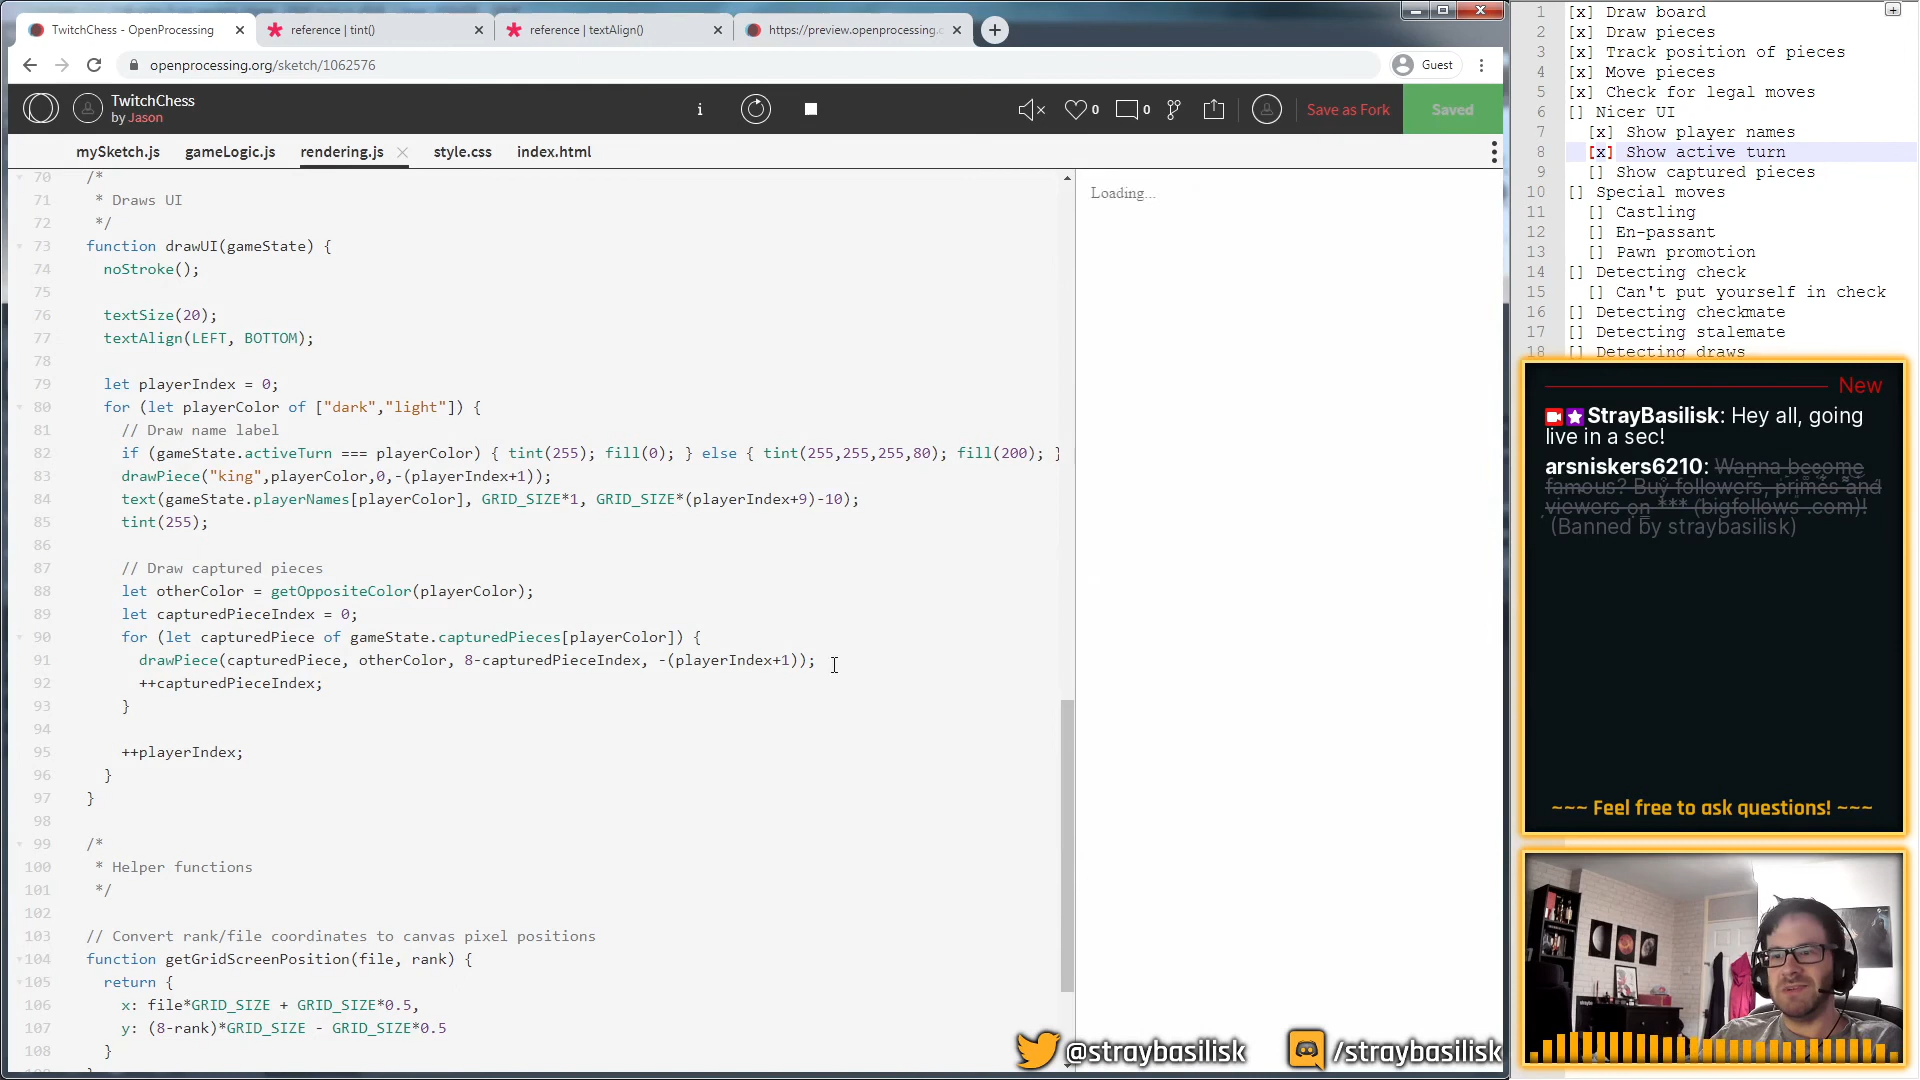 TwitchChess - OpenProcessing
reference | tint()
reference | textAlign()
https://preview.openprocessing.c
openprocessing.org/sketch/1062576
Guest
TwitchChess
by Jason
0
0
Save as Fork
Saved
mySketch.js
gameLogic.js
rendering.js
style.css
index.html
70 /*
71 * Draws UI
72 */
73 function drawUI(gameState) {
74 noStroke();
75
76 textSize(20);
77 textAlign(LEFT, BOTTOM);
78
79 let playerIndex = 0;
80 for (let playerColor of ["dark","light"]) {
81 // Draw name label
82 if (gameState.activeTurn === playerColor) { tint(255); fill(0); } else { tint(255,255,255,80); fill(200); }
83 drawPiece("king",playerColor,0,-(playerIndex+1));
84 text(gameState.playerNames[playerColor], GRID_SIZE*1, GRID_SIZE*(playerIndex+9)-10);
85 tint(255);
86
87 // Draw captured pieces
88 let otherColor = getOppositeColor(playerColor);
89 let capturedPieceIndex = 0;
90 for (let capturedPiece of gameState.capturedPieces[playerColor]) {
91 drawPiece(capturedPiece, otherColor, 8-capturedPieceIndex, -(playerIndex+1));
92 ++capturedPieceIndex;
93 }
94
95 ++playerIndex;
96 }
97 }
98
99 /*
100 * Helper functions
101 */
102
103 // Convert rank/file coordinates to canvas pixel positions
104 function getGridScreenPosition(file, rank) {
105 return {
106 x: file*GRID_SIZE + GRID_SIZE*0.5,
107 y: (8-rank)*GRID_SIZE - GRID_SIZE*0.5
108 }
Loading...
1 [x] Draw board
2 [x] Draw pieces
3 [x] Track position of pieces
4 [x] Move pieces
5 [x] Check for legal moves
6 [] Nicer UI
7 [x] Show player names
8 [x] Show active turn
9 [] Show captured pieces
10 [] Special moves
11 [] Castling
12 [] En-passant
13 [] Pawn promotion
14 [] Detecting check
15 [] Can't put yourself in check
16 [] Detecting checkmate
17 [] Detecting stalemate
18 [] Detecting draws
New
StrayBasilisk: Hey all, going
live in a sec!
arsniskers6210: Wanna become
famous? Buy followers, primes and
viewers on *** (bigfollows .com)!
(Banned by straybasilisk)
~~~ Feel free to ask questions! ~~~
@straybasilisk
/straybasilisk